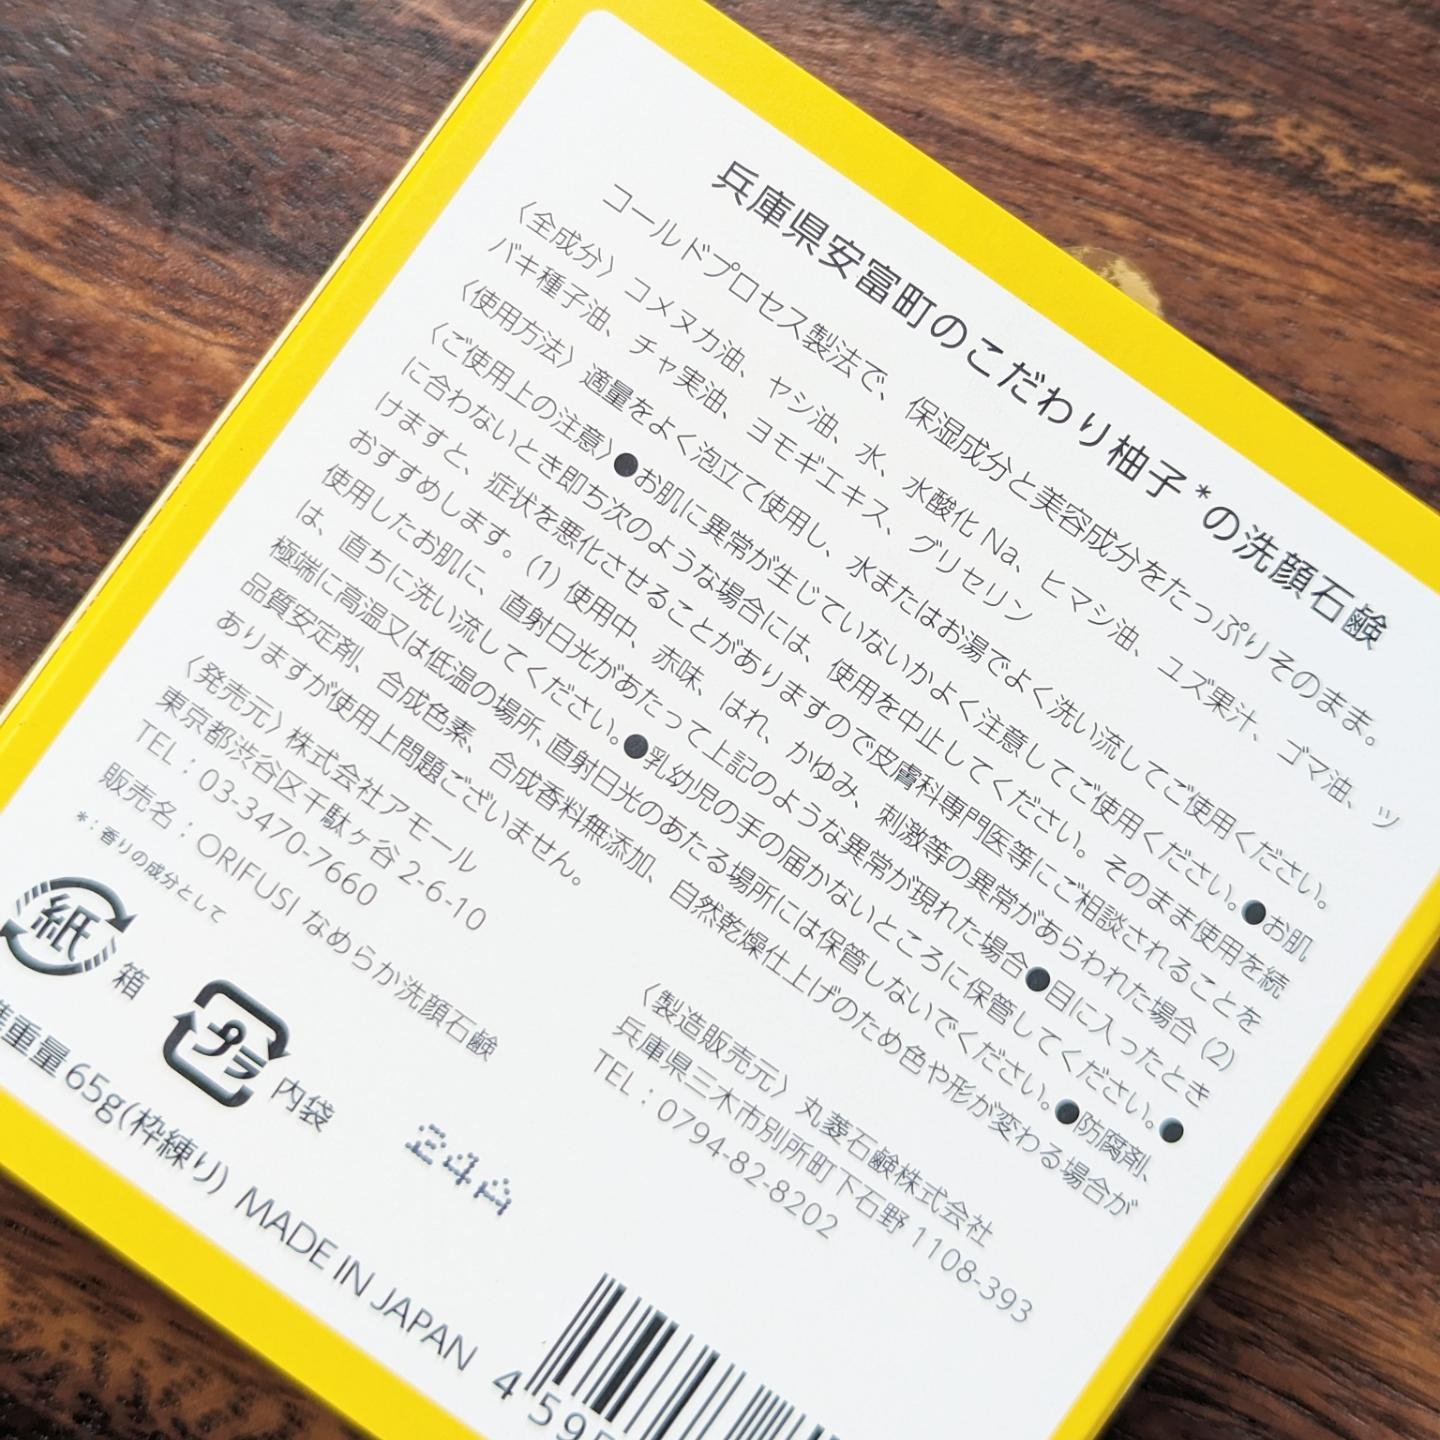 兵庫県安富町のこだわり柚子*の洗顔石鹸
コールドプロセス製法で、保湿成分と美容成分をたっぷりそのまま。
〈全成分〉コメヌカ油、ヤシ油、水、水酸化Na、ヒマシ油、ユズ果汁、ゴマ油、ツ
バキ種子油、チャ実油、ヨモギエキス、グリセリン
〈使用方法〉適量をよく泡立て使用し、水またはお湯でよく洗い流してご使用ください。
〈ご使用上の注意〉●お肌に異常が生じていないかよく注意してご使用ください。●お肌
に合わないとき即ち次のような場合には、使用を中止してください。そのまま使用を続
けますと、症状を悪化させることがありますので皮膚科専門医等にご相談されることを
おすすめします。(1) 使用中、赤味、はれ、かゆみ、刺激等の異常があらわれた場合 (2)
使用したお肌に、直射日光があたって上記のような異常が現れた場合●目に入ったとき
は、直ちに洗い流してください。●乳幼児の手の届かないところに保管してください。●
極端に高温又は低温の場所、直射日光のあたる場所には保管しないでください。●防腐剤、
品質安定剤、合成色素、合成香料無添加、自然乾燥仕上げのため色や形が変わる場合が
ありますが使用上問題ございません。
〈発売元〉株式会社アモール
東京都渋谷区千駄ヶ谷 2-6-10
TEL：03-3470-7660
販売名：ORIFUSI なめらか洗顔石鹸
*：香りの成分として
〈製造販売元〉丸菱石鹸株式会社
兵庫県三木市別所町下石野 1108-393
TEL：0794-82-8202
紙 箱
プラ 内袋
重量 65g(枠練り) MADE IN JAPAN
4 595